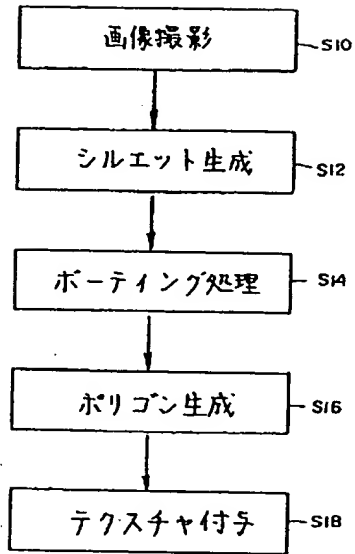 画像撮影 S10
シルエット生成 S12
ボーティング処理 S14
ポリゴン生成 S16
テクスチャ付与 S18